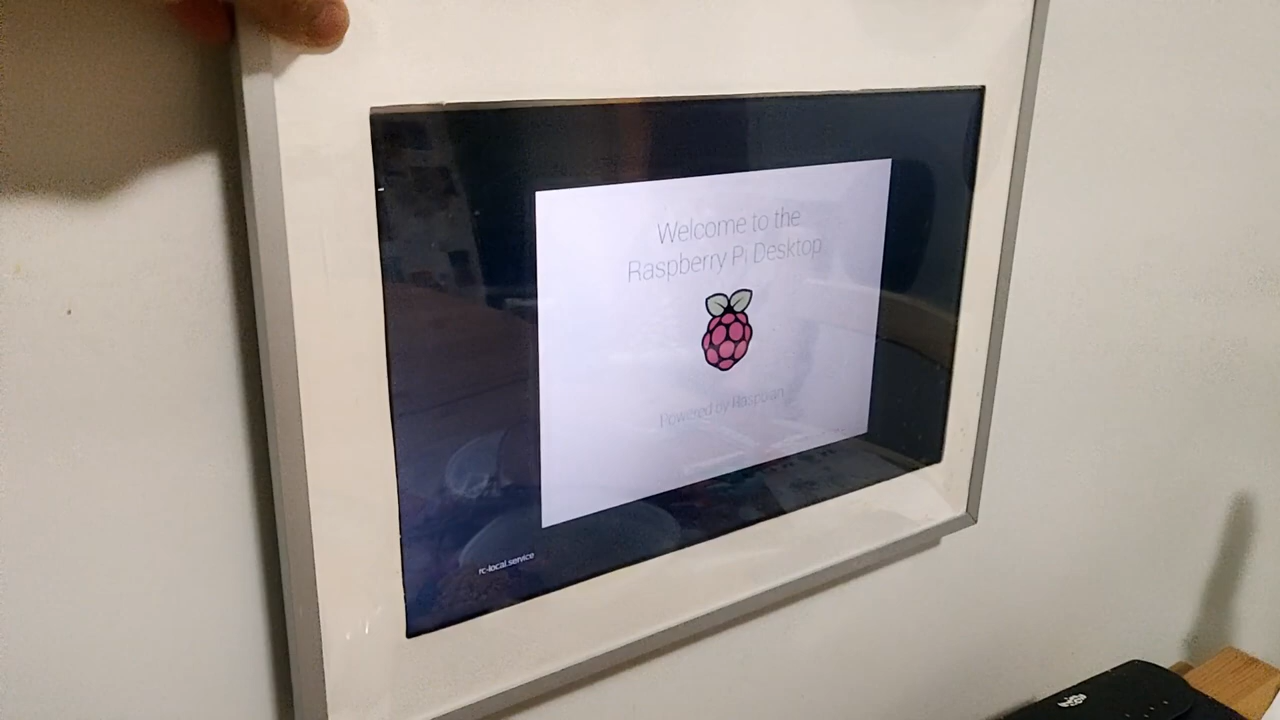 Welcome to the
Raspberry Pi Desktop
Powered by Raspbian
rc-local.service